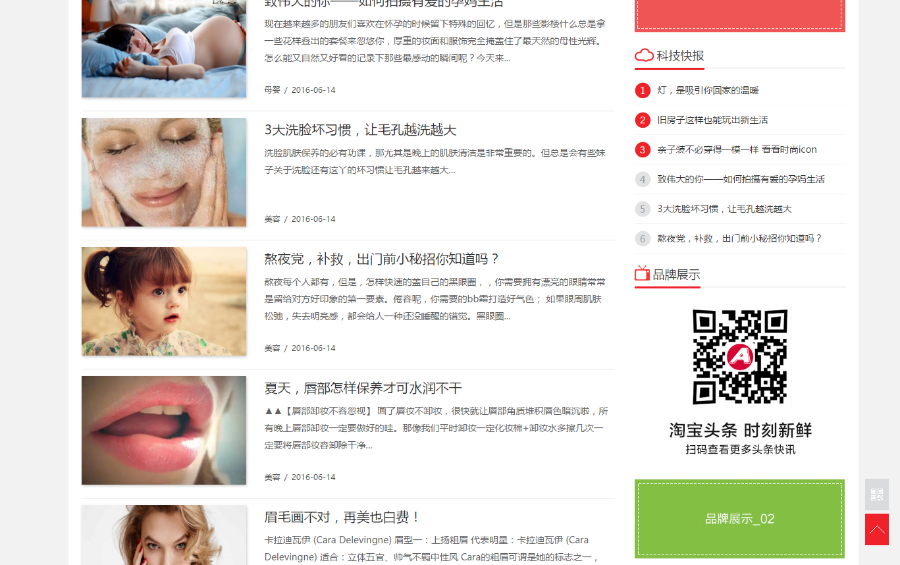 致伟大的你——如何拍摄有爱的孕妈生活
现在越来越多的朋友们喜欢在怀孕的时候留下特殊的回忆，但是那些影楼什么总是拿
一些花样叠出的套餐来忽悠你，厚重的妆面和服饰完全掩盖住了最天然的母性光辉。
怎么能又自然又好看的记录下那些最感动的瞬间呢？今天来...
母婴 / 2016-06-14
3大洗脸坏习惯，让毛孔越洗越大
洗脸肌肤保养的必有功课，那尤其是晚上的肌肤清洁是非常重要的。但总是会有些妹
子关于洗脸还有这丫的坏习惯让毛孔越来越大...
美容 / 2016-06-14
熬夜党，补救，出门前小秘招你知道吗？
熬夜每个人都有，但是，怎样快速的盖自己的黑眼圈，，你需要拥有漂亮的眼睛常常
是留给对方好印象的第一要素。倦容呢，你需要的bb霜打造好气色； 如果眼周肌肤
松弛，失去明亮感，都会给人一种还没睡醒的错觉。黑眼圈...
美容 / 2016-06-14
夏天，唇部怎样保养才可水润不干
▲▲【唇部卸妆不容忽视】 画了唇妆不卸妆，很快就让唇部角质堆积唇色暗沉啦，所
有晚上唇部卸妆一定要做好的哇。那像我们平时卸妆一定化妆棉+卸妆水多擦几次一
定要将唇部妆容卸除干净...
美容 / 2016-06-14
眉毛画不对，再美也白费！
卡拉迪瓦伊 (Cara Delevingne) 眉型一：上扬粗眉 代表明星：卡拉迪瓦伊 (Cara
Delevingne) 适合：立体五官、帅气不羁中性风 Cara的粗眉可谓是她的标志之一，
科技快报
1 灯，是吸引你回家的温暖
2 旧房子这样也能玩出新生活
3 亲子装不必穿得一模一样 看看时尚icon
4 致伟大的你——如何拍摄有爱的孕妈生活
5 3大洗脸坏习惯，让毛孔越洗越大
6 熬夜党，补救，出门前小秘招你知道吗？
品牌展示
淘宝头条 时刻新鲜
扫码查看更多头条快讯
品牌展示_02